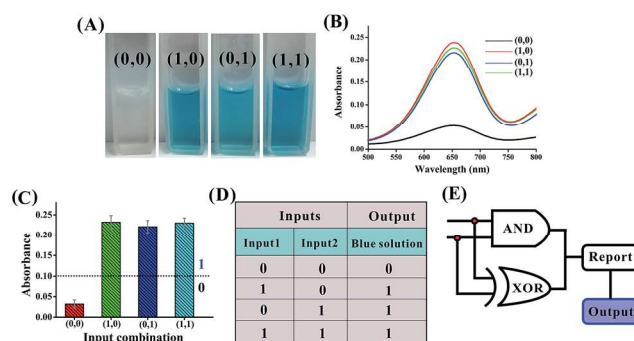 (A)
(0,0) (1,0) (0,1) (1,1)
(B)
Absorbance
0.25
0.20
0.15
0.10
0.05
0.00
500 550 600 650 700 750 800
Wavelength (nm)
(0,0)
(1,0)
(0,1)
(1,1)
(C)
Absorbance
0.25
0.20
0.15
0.10
0.05
0.00
1
0
(0,0) (1,0) (0,1) (1,1)
Input combination
(D)
Inputs Output
Input1 Input2 Blue solution
0 0 0
1 0 1
0 1 1
1 1 1
(E)
AND
XOR
Report
Output